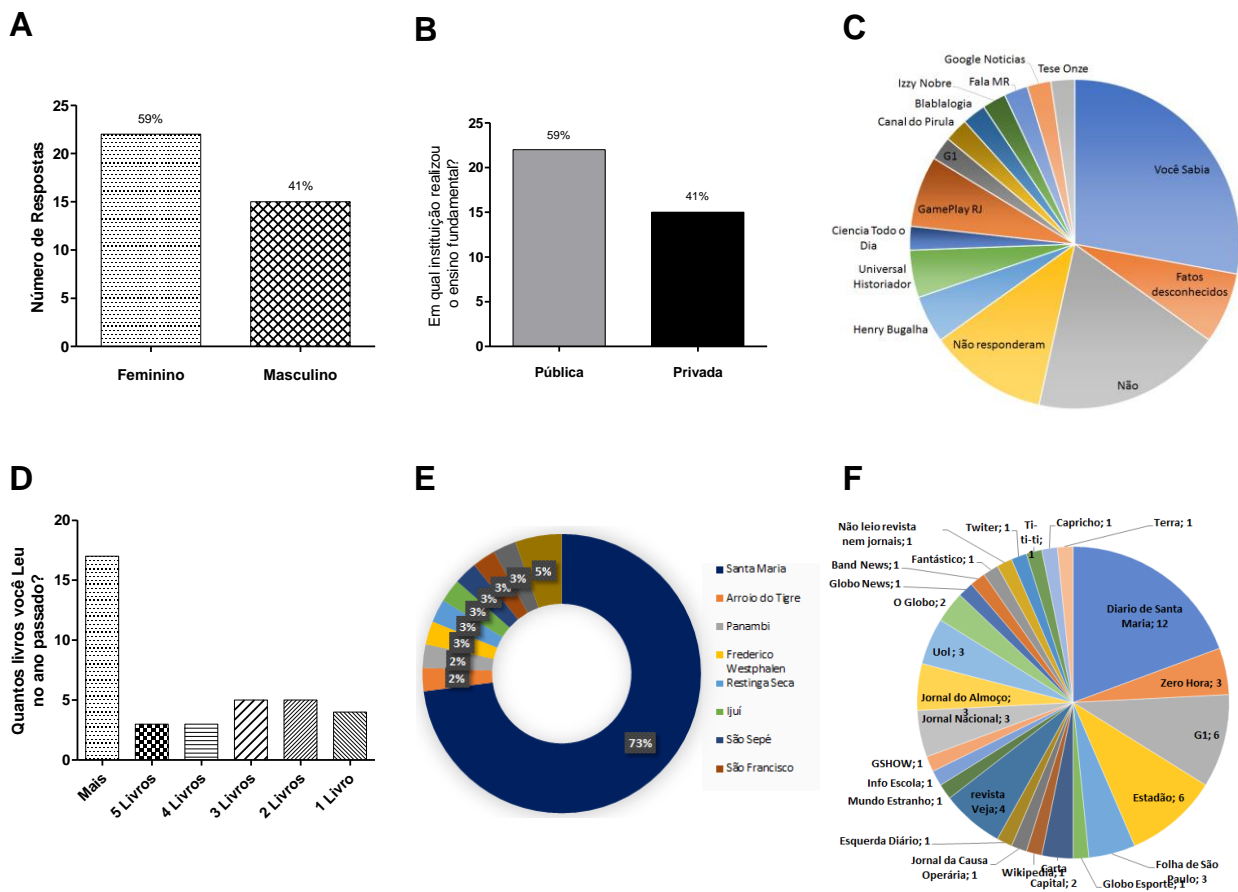 A
Número de Respostas
25
20
15
10
5
0
59%
41%
Feminino
Masculino
B
Em qual instituição realizou
o ensino fundamental?
25
20
15
10
5
0
59%
41%
Pública
Privada
C
Google Noticias
Tese Onze
Izzy Nobre
Fala MR
Blablalogia
Canal do Pirula
G1
GamePlay RJ
Ciencia Todo o
Dia
Universal
Historiador
Henry Bugalha
Não responderam
Não
Fatos
desconhecidos
Você Sabia
D
Quantos livros você Leu
no ano passado?
20
15
10
5
0
Mais
5 Livros
4 Livros
3 Livros
2 Livros
1 Livro
E
5%
3%
3%
3%
3%
3%
3%
2%
2%
73%
Santa Maria
Arroio do Tigre
Panambi
Frederico
Westphalen
Restinga Seca
Ijuí
São Sepé
São Francisco
F
Não leio revista
nem jornais; 1
Twiter; 1
Ti-
ti-ti;
1
Capricho; 1
Terra; 1
Fantástico; 1
Band News; 1
Globo News; 1
O Globo; 2
Uol ; 3
Jornal do Almoço;
3
Jornal Nacional; 3
GSHOW; 1
Info Escola; 1
Mundo Estranho; 1
revista
Veja; 4
Esquerda Diário; 1
Jornal da Causa
Operária; 1
Wikipedia; 1
Carta
Capital; 2
Globo Esporte; 1
Folha de São
Paulo; 3
Estadão; 6
G1; 6
Zero Hora; 3
Diario de Santa
Maria; 12